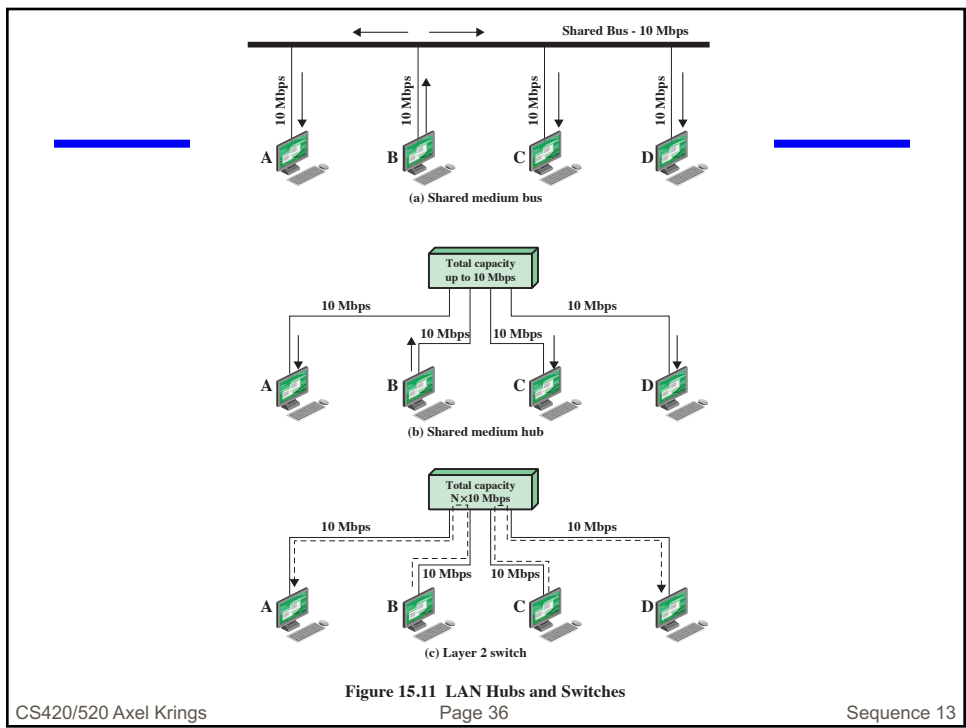 Shared Bus - 10 Mbps
10 Mbps
10 Mbps
10 Mbps
10 Mbps
A
B
C
D
(a) Shared medium bus
Total capacity
up to 10 Mbps
10 Mbps
10 Mbps
10 Mbps
10 Mbps
A
B
C
D
(b) Shared medium hub
Total capacity
N×10 Mbps
10 Mbps
10 Mbps
10 Mbps
10 Mbps
A
B
C
D
(c) Layer 2 switch
Figure 15.11 LAN Hubs and Switches
CS420/520 Axel Krings
Page 36
Sequence 13